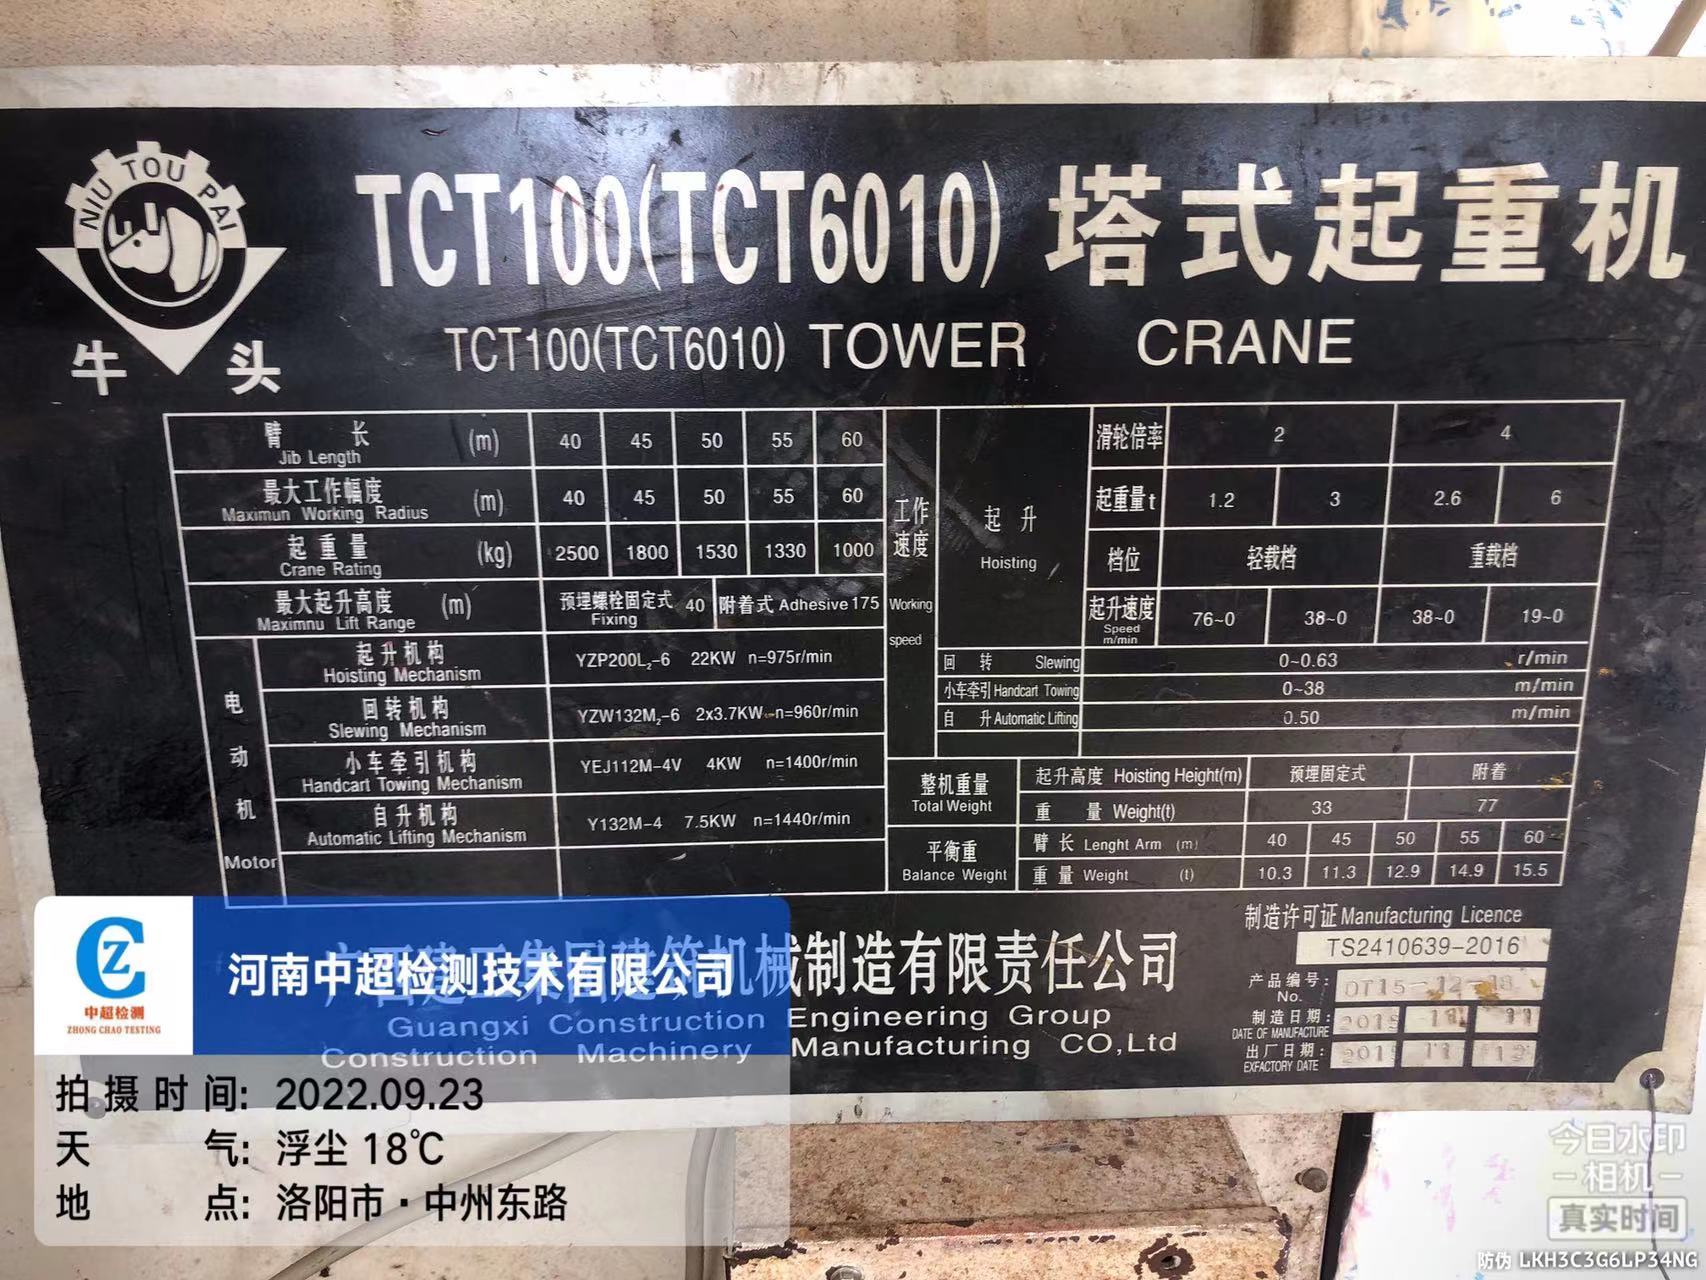 NIU TOU PAI
牛 头
TCT100(TCT6010) 塔式起重机
TCT100(TCT6010) TOWER CRANE
臂 长 (m) 40 45 50 55 60
Jib Length
最大工作幅度 (m) 40 45 50 55 60
Maximun Working Radius
起重量 (kg) 2500 1800 1530 1330 1000
Crane Rating
最大起升高度 (m) 预埋螺栓固定式 40 附着式 Adhesive 175
Maximnu Lift Range Fixing
电动机 Motor
起升机构 YZP200L2-6 22KW n=975r/min
Hoisting Mechanism
回转机构 YZW132M2-6 2x3.7KW n=960r/min
Slewing Mechanism
小车牵引机构 YEJ112M-4V 4KW n=1400r/min
Handcart Towing Mechanism
自升机构 Y132M-4 7.5KW n=1440r/min
Automatic Lifting Mechanism
工作速度
Working speed
起 升
Hoisting
滑轮倍率 2 4
起重量t 1.2 3 2.6 6
档位 轻载档 重载档
起升速度 76~0 38~0 38~0 19~0
Speed
m/min
回 转 Slewing 0~0.63 r/min
小车牵引 Handcart Towing 0~38 m/min
自 升 Automatic Lifting 0.50 m/min
整机重量
Total Weight
起升高度 Hoisting Height(m) 预埋固定式 附着
重 量 Weight(t) 33 77
平衡重
Balance Weight
臂 长 Lenght Arm (m) 40 45 50 55 60
重量 Weight (t) 10.3 11.3 12.9 14.9 15.5
广西建工集团建筑机械制造有限责任公司
Guangxi Construction Engineering Group
Construction Machinery Manufacturing CO,Ltd
制造许可证 Manufacturing Licence
TS2410639-2016
产品编号:
No. DT15-12-18
制造日期:
DATE OF MANUFACTURE
出厂日期:
EXFACTORY DATE
中超检测
ZHONG CHAO TESTING
河南中超检测技术有限公司
拍摄时间: 2022.09.23
天 气: 浮尘 18℃
地 点: 洛阳市·中州东路
今日水印
相机
真实时间
防伪 LKH3C3G6LP34NG